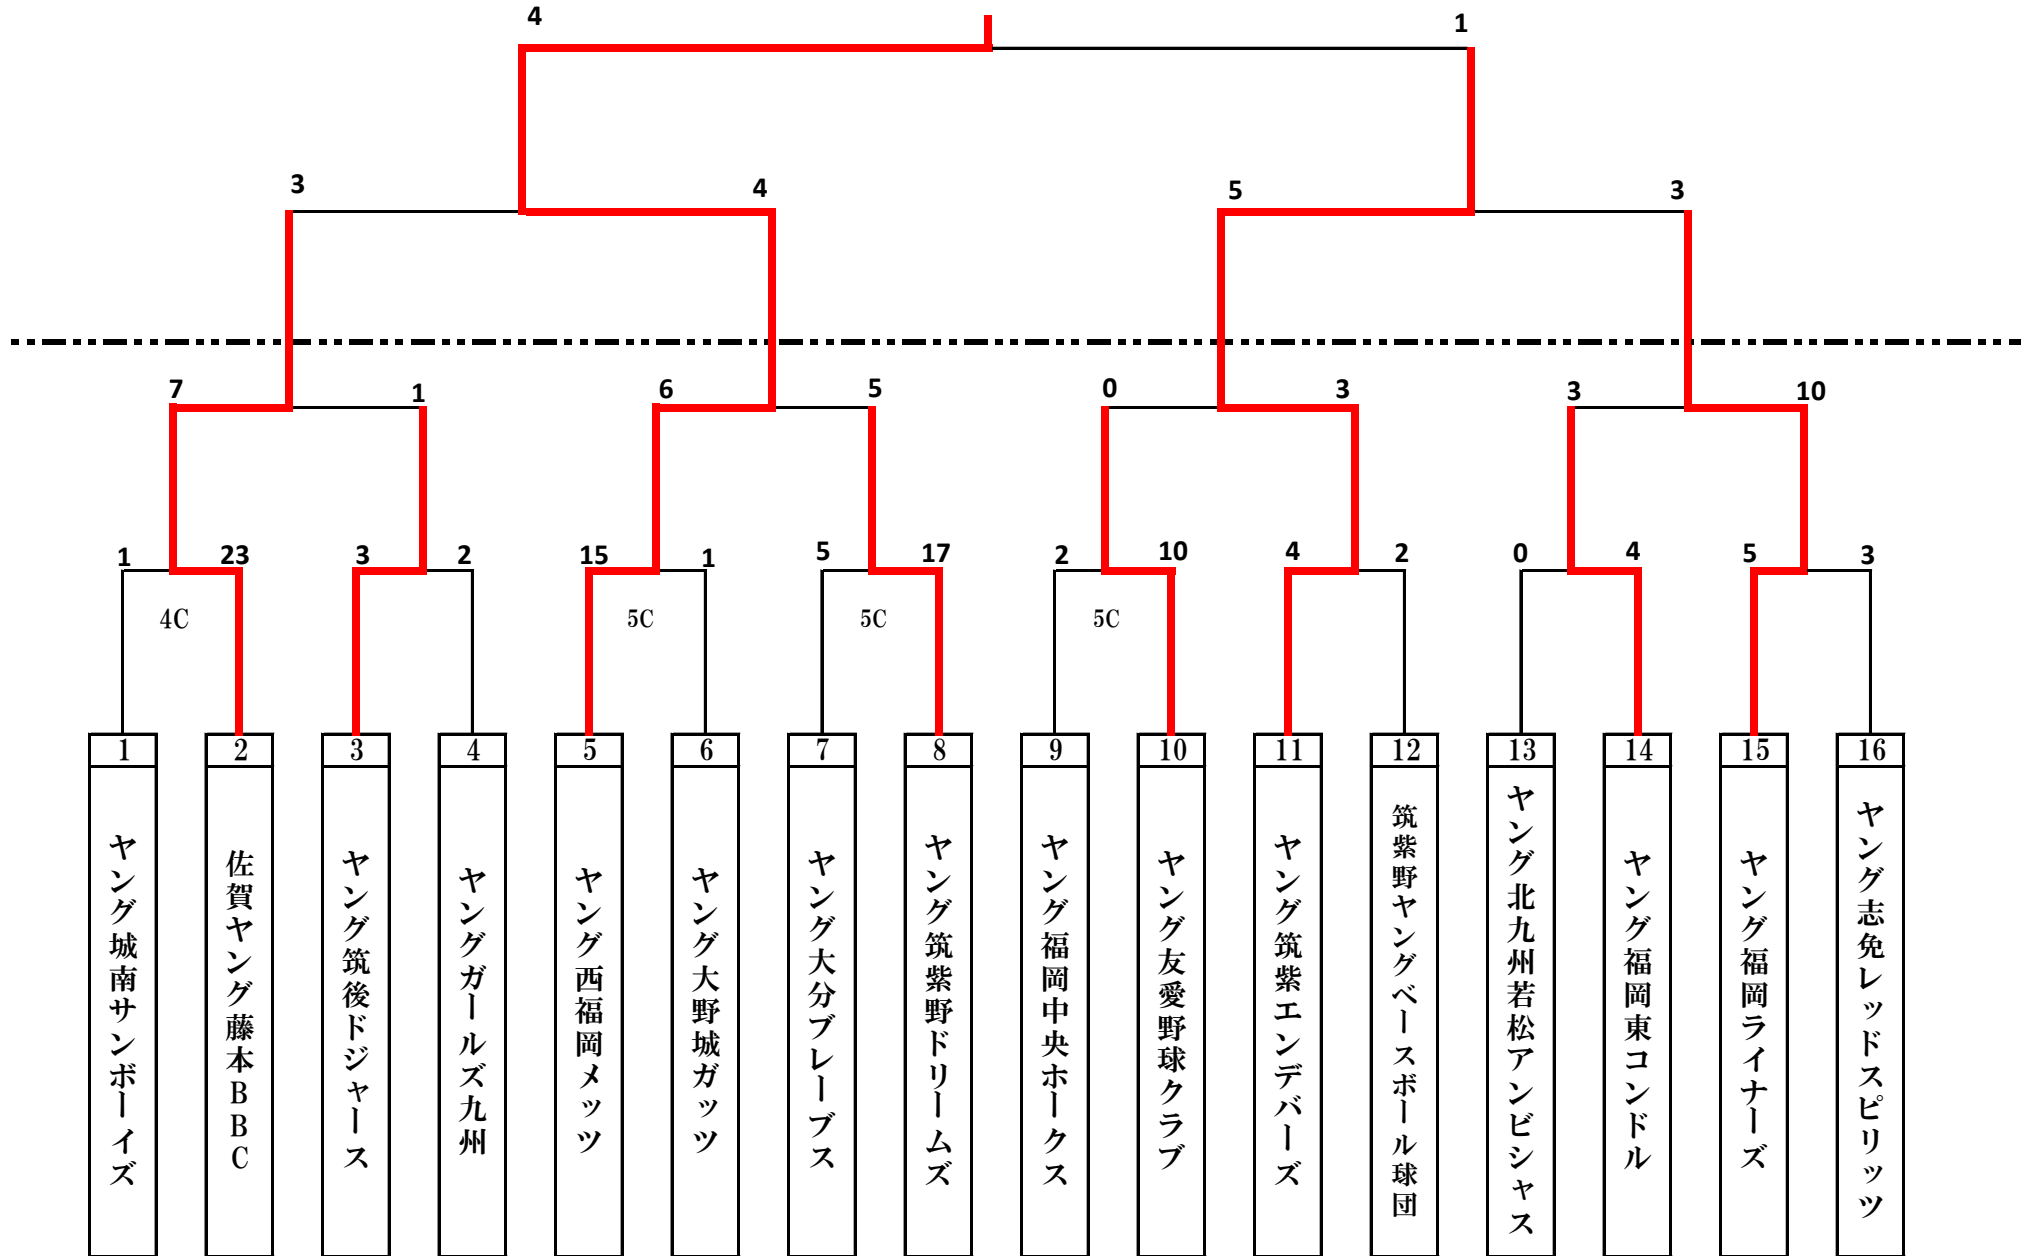 4 1
3 4 5 3
7 1 6 5 0 3 3 10
1 23 3 2 15 1 5 17 2 10 4 2 0 4 5 3
4C 5C 5C 5C
1 2 3 4 5 6 7 8 9 10 11 12 13 14 15 16
ヤング城南サンボーイズ
佐賀ヤング藤本BBC
ヤング筑後ドジャース
ヤングガールズ九州
ヤング西福岡メッツ
ヤング大野城ガッツ
ヤング大分ブレーブス
ヤング筑紫野ドリームズ
ヤング福岡中央ホークス
ヤング友愛野球クラブ
ヤング筑紫エンデバーズ
筑紫野ヤングベースボール球団
ヤング北九州若松アンビシャス
ヤング福岡東コンドル
ヤング福岡ライナーズ
ヤング志免レッドスピリッツ